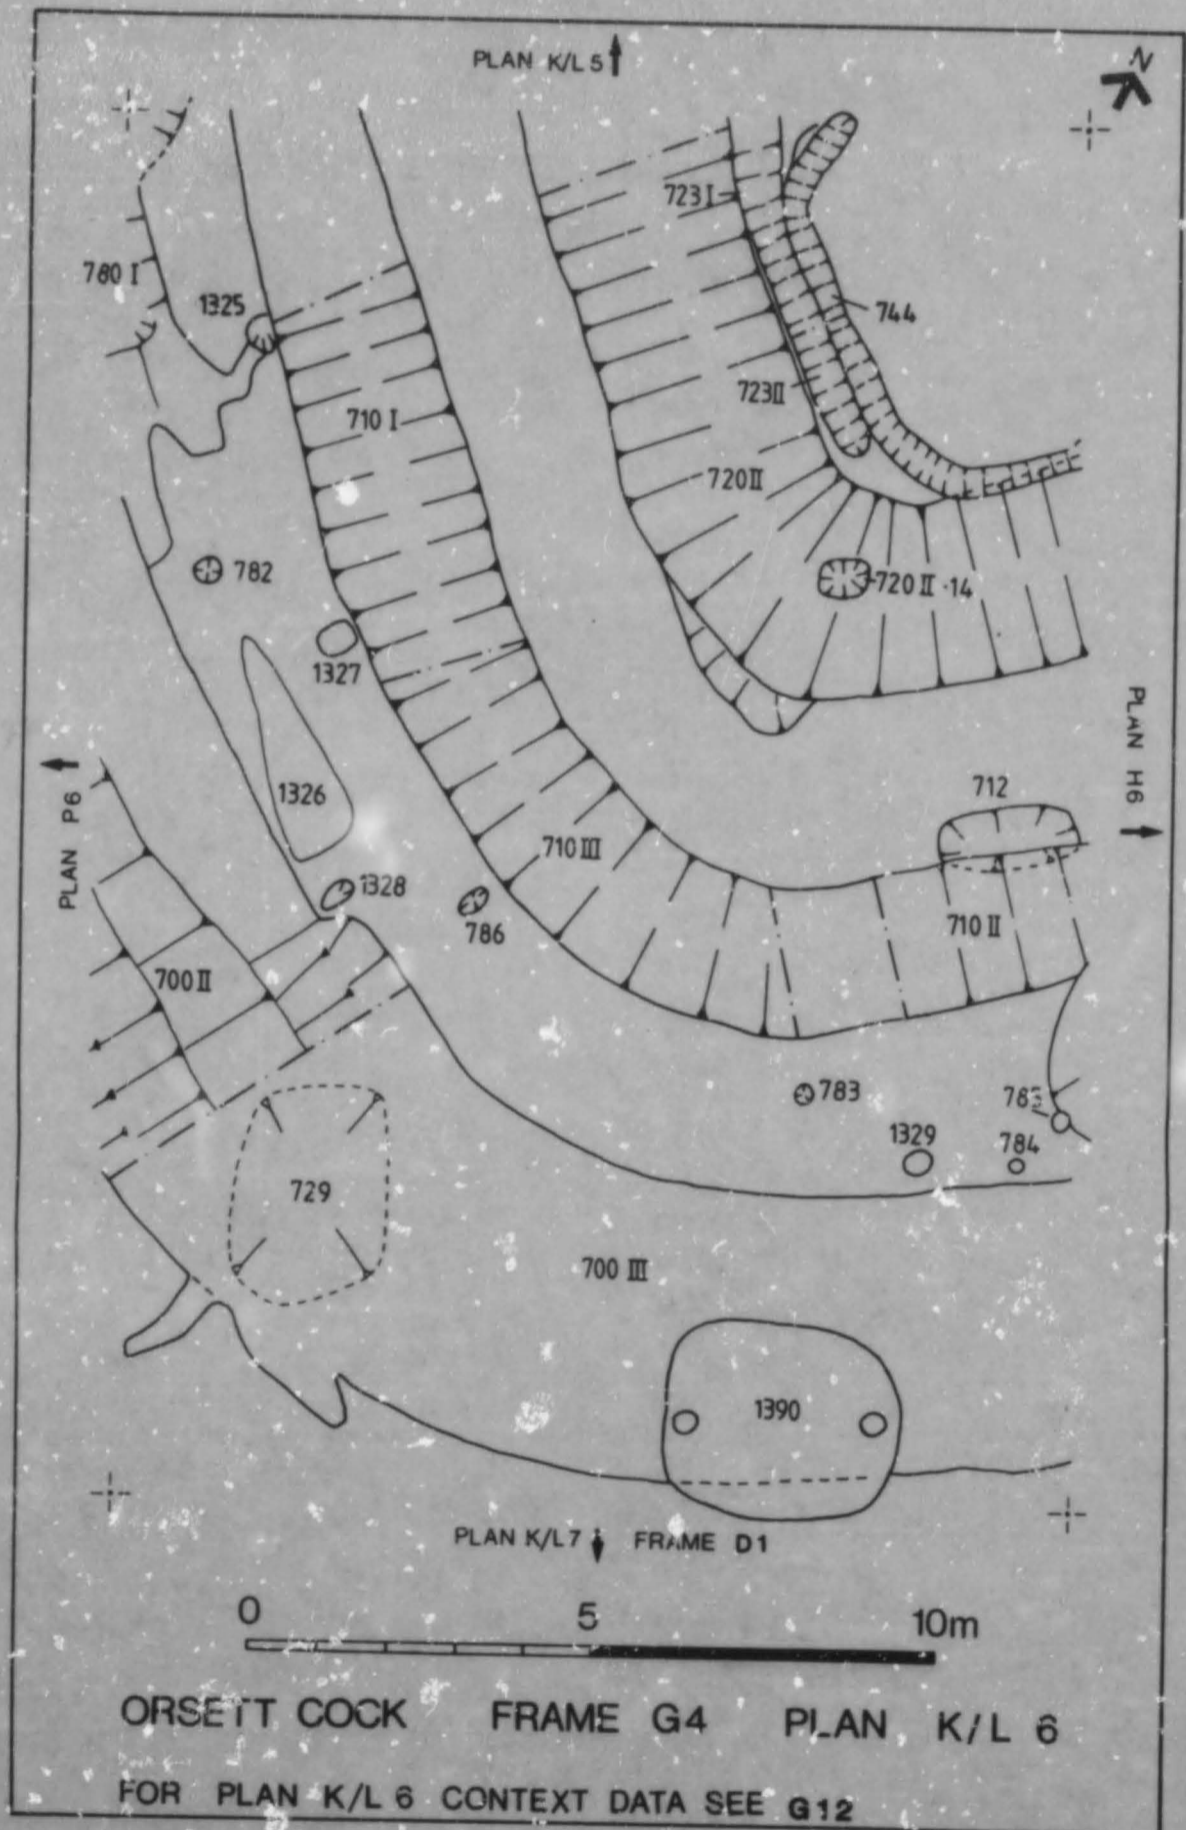 PLAN K/L 5
N
723 I
780 I
1325
744
710 I
723 II
720 II
782
720 II ·14
1327
PLAN H6
PLAN P6
712
1326
710 III
1328
786
710 II
700 II
783
1329
784
729
700 III
1390
PLAN K/L 7 FRAME D1
0 5 10m
ORSETT COCK FRAME G4 PLAN K/L 6
FOR PLAN K/L 6 CONTEXT DATA SEE G12